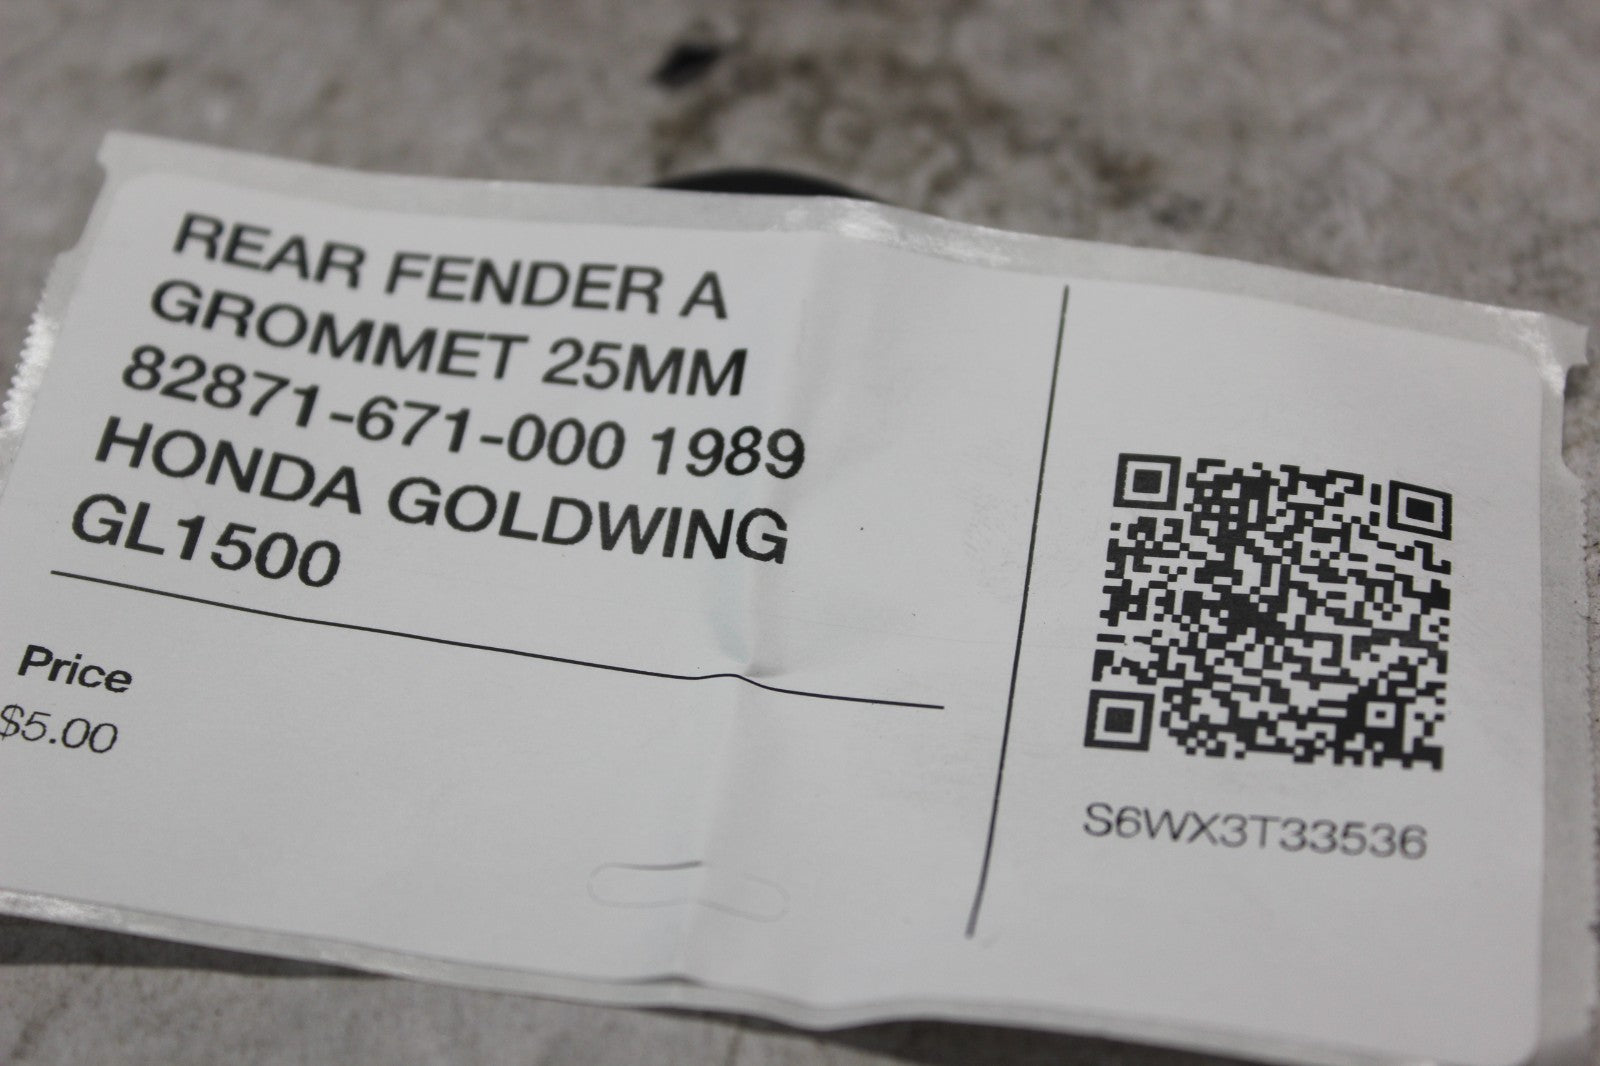 REAR FENDER A
GROMMET 25MM
82871-671-000 1989
HONDA GOLDWING
GL1500
Price
$5.00
S6WX3T33536